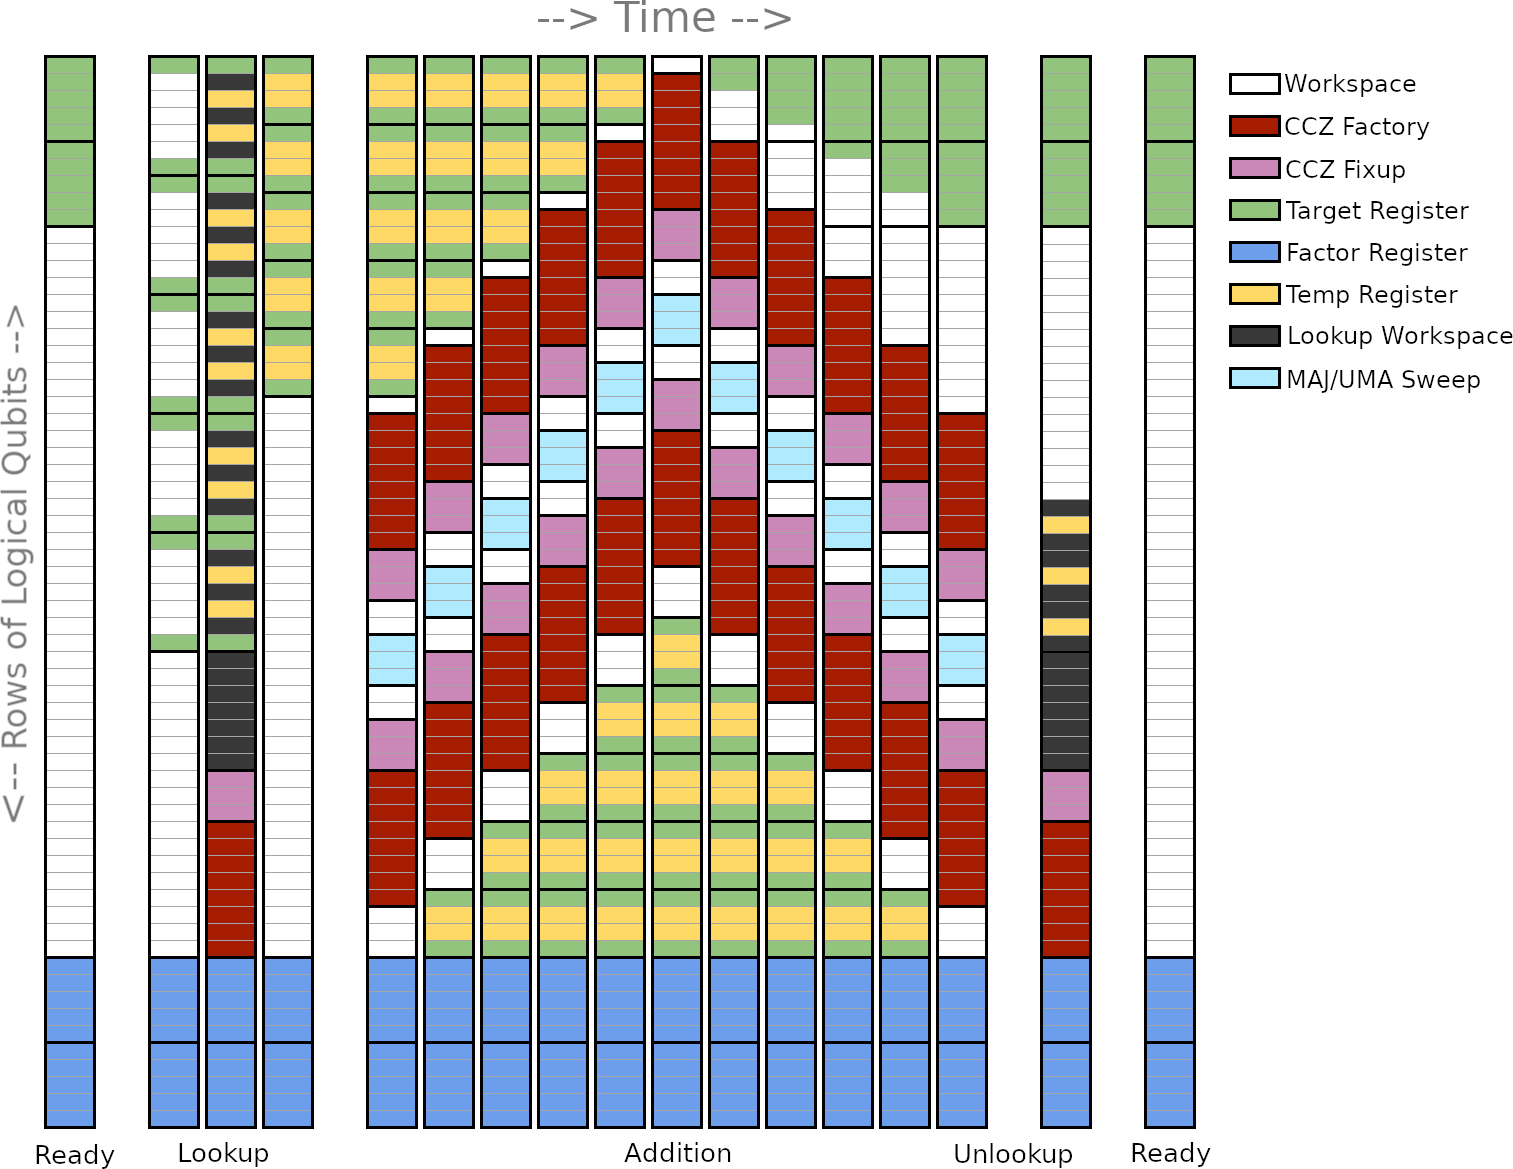 --> Time -->
<-- Rows of Logical Qubits -->
Workspace
CCZ Factory
CCZ Fixup
Target Register
Factor Register
Temp Register
Lookup Workspace
MAJ/UMA Sweep
Ready
Lookup
Addition
Unlookup
Ready